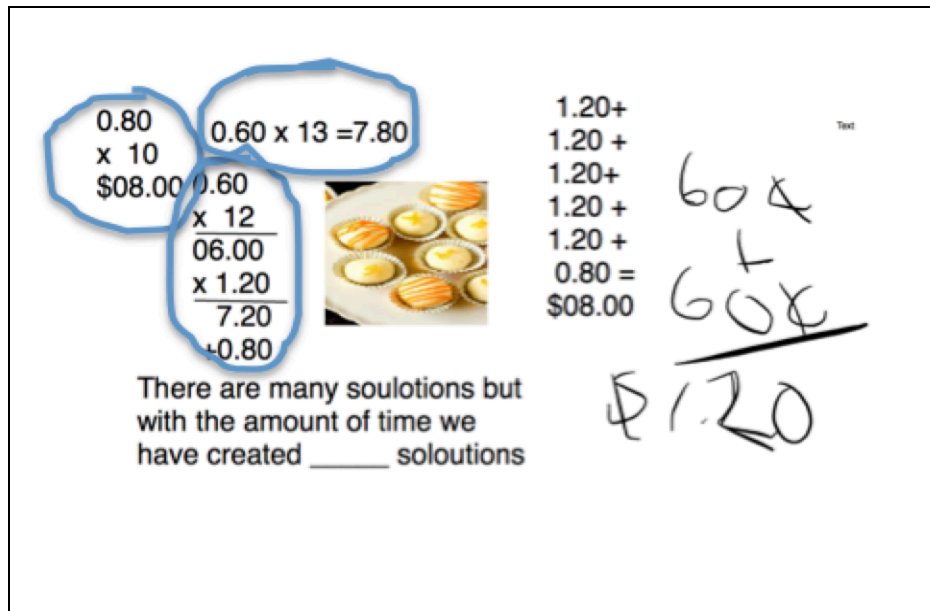 0.80
x 10
$08.00
0.60 x 13 =7.80
0.60
x 12
06.00
x 1.20
7.20
+0.80
1.20+
1.20 +
1.20+
1.20 +
1.20 +
0.80 =
$08.00
Text
60¢
+
60¢
$1.20
There are many soulotions but
with the amount of time we
have created _____ soloutions